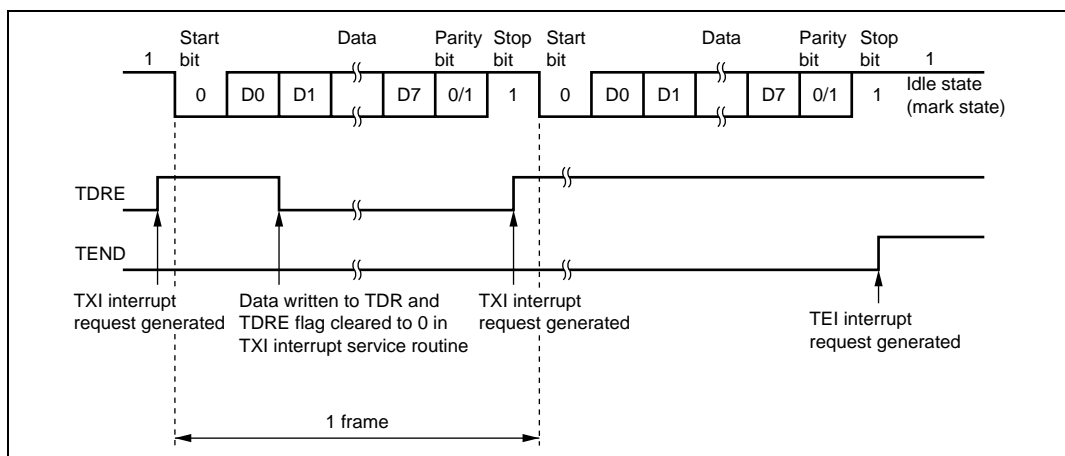 1
Start bit
Data
Parity bit
Stop bit
Start bit
Data
Parity bit
Stop bit
1
0
D0
D1
D7
0/1
1
0
D0
D1
D7
0/1
1
Idle state
(mark state)
TDRE
TEND
TXI interrupt
request generated
Data written to TDR and
TDRE flag cleared to 0 in
TXI interrupt service routine
TXI interrupt
request generated
TEI interrupt
request generated
1 frame